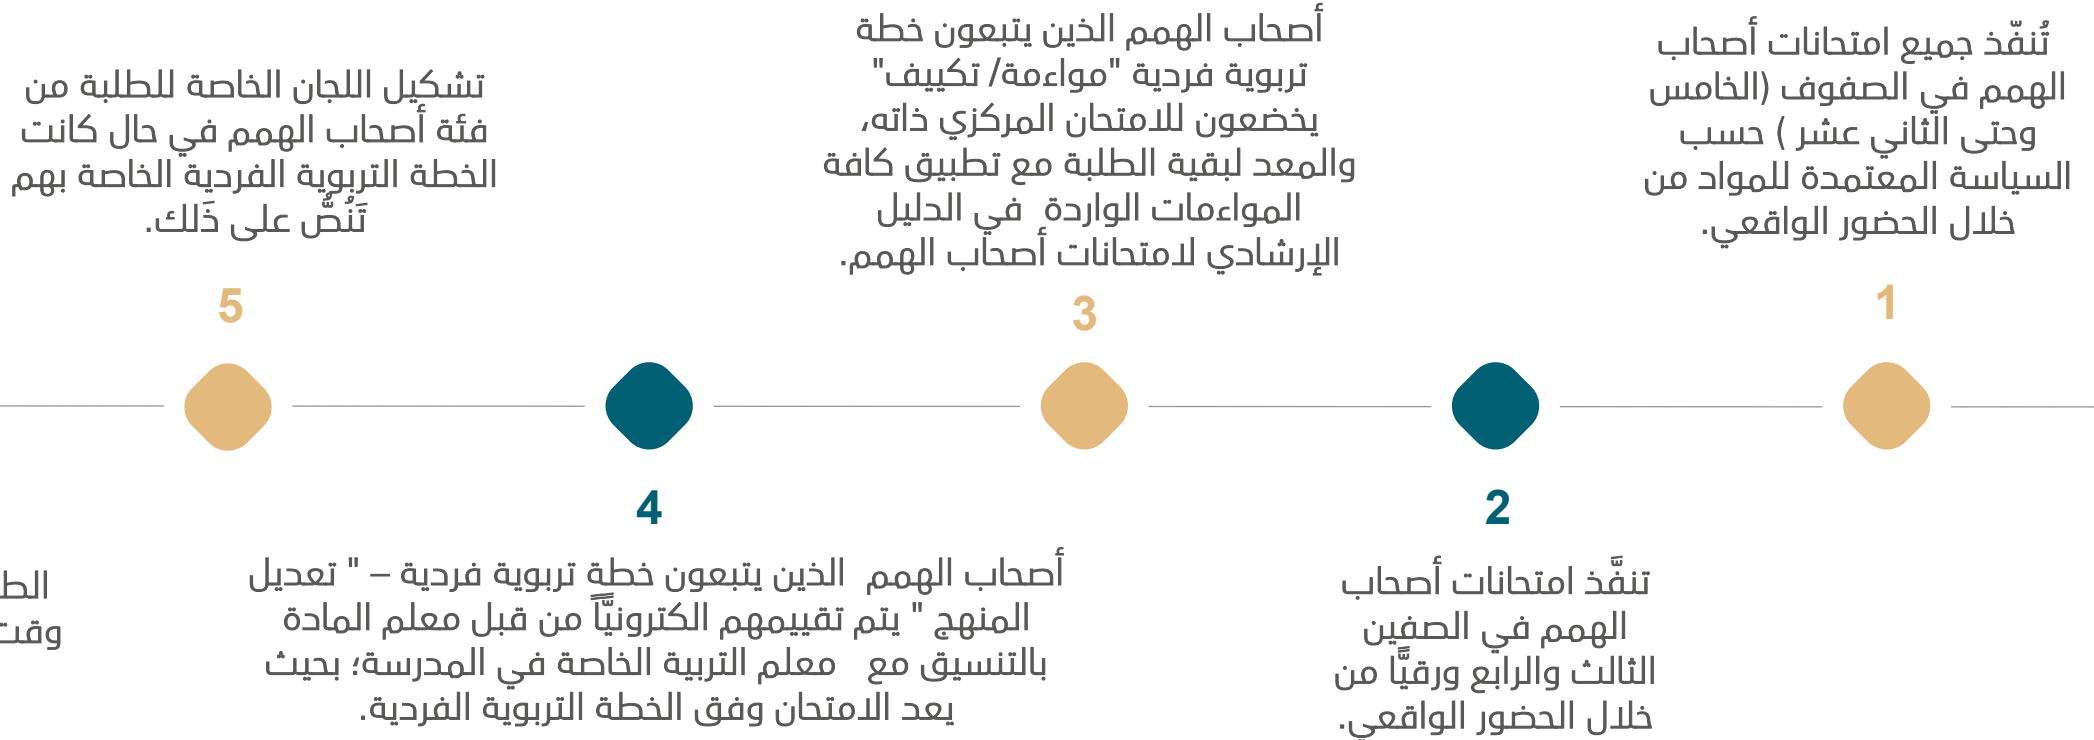 تُنفّذ جميع امتحانات أصحاب
الهمم في الصفوف (الخامس
وحتى الثاني عشر ) حسب
السياسة المعتمدة للمواد من
خلال الحضور الواقعي.
1
2
تنفَّذ امتحانات أصحاب
الهمم في الصفين
الثالث والرابع ورقيًّا من
خلال الحضور الواقعي.
أصحاب الهمم الذين يتبعون خطة
تربوية فردية "مواءمة/ تكييف"
يخضعون للامتحان المركزي ذاته،
والمعد لبقية الطلبة مع تطبيق كافة
المواءمات الواردة في الدليل
الإرشادي لامتحانات أصحاب الهمم.
3
4
أصحاب الهمم الذين يتبعون خطة تربوية فردية – " تعديل
المنهج " يتم تقييمهم الكترونيًّاً من قبل معلم المادة
بالتنسيق مع معلم التربية الخاصة في المدرسة؛ بحيث
يعد الامتحان وفق الخطة التربوية الفردية.
تشكيل اللجان الخاصة للطلبة من
فئة أصحاب الهمم في حال كانت
الخطة التربوية الفردية الخاصة بهم
تَنُصُّ على ذَلك.
5
وقت